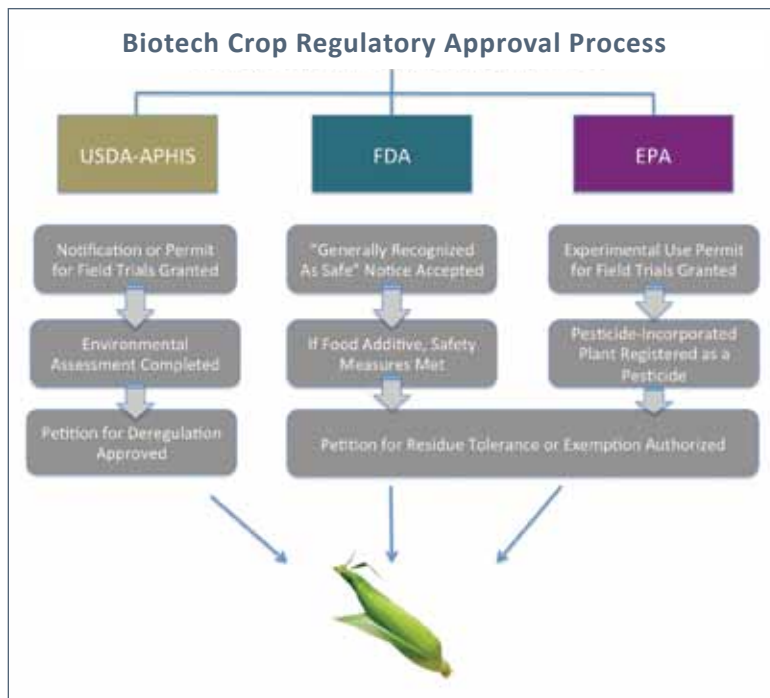 Biotech Crop Regulatory Approval Process
USDA-APHIS
FDA
EPA
Notification or Permit
for Field Trials Granted
"Generally Recognized
As Safe" Notice Accepted
Experimental Use Permit
for Field Trials Granted
Environmental
Assessment Completed
If Food Additive, Safety
Measures Met
Pesticide-Incorporated
Plant Registered as a
Pesticide
Petition for Deregulation
Approved
Petition for Residue Tolerance or Exemption Authorized